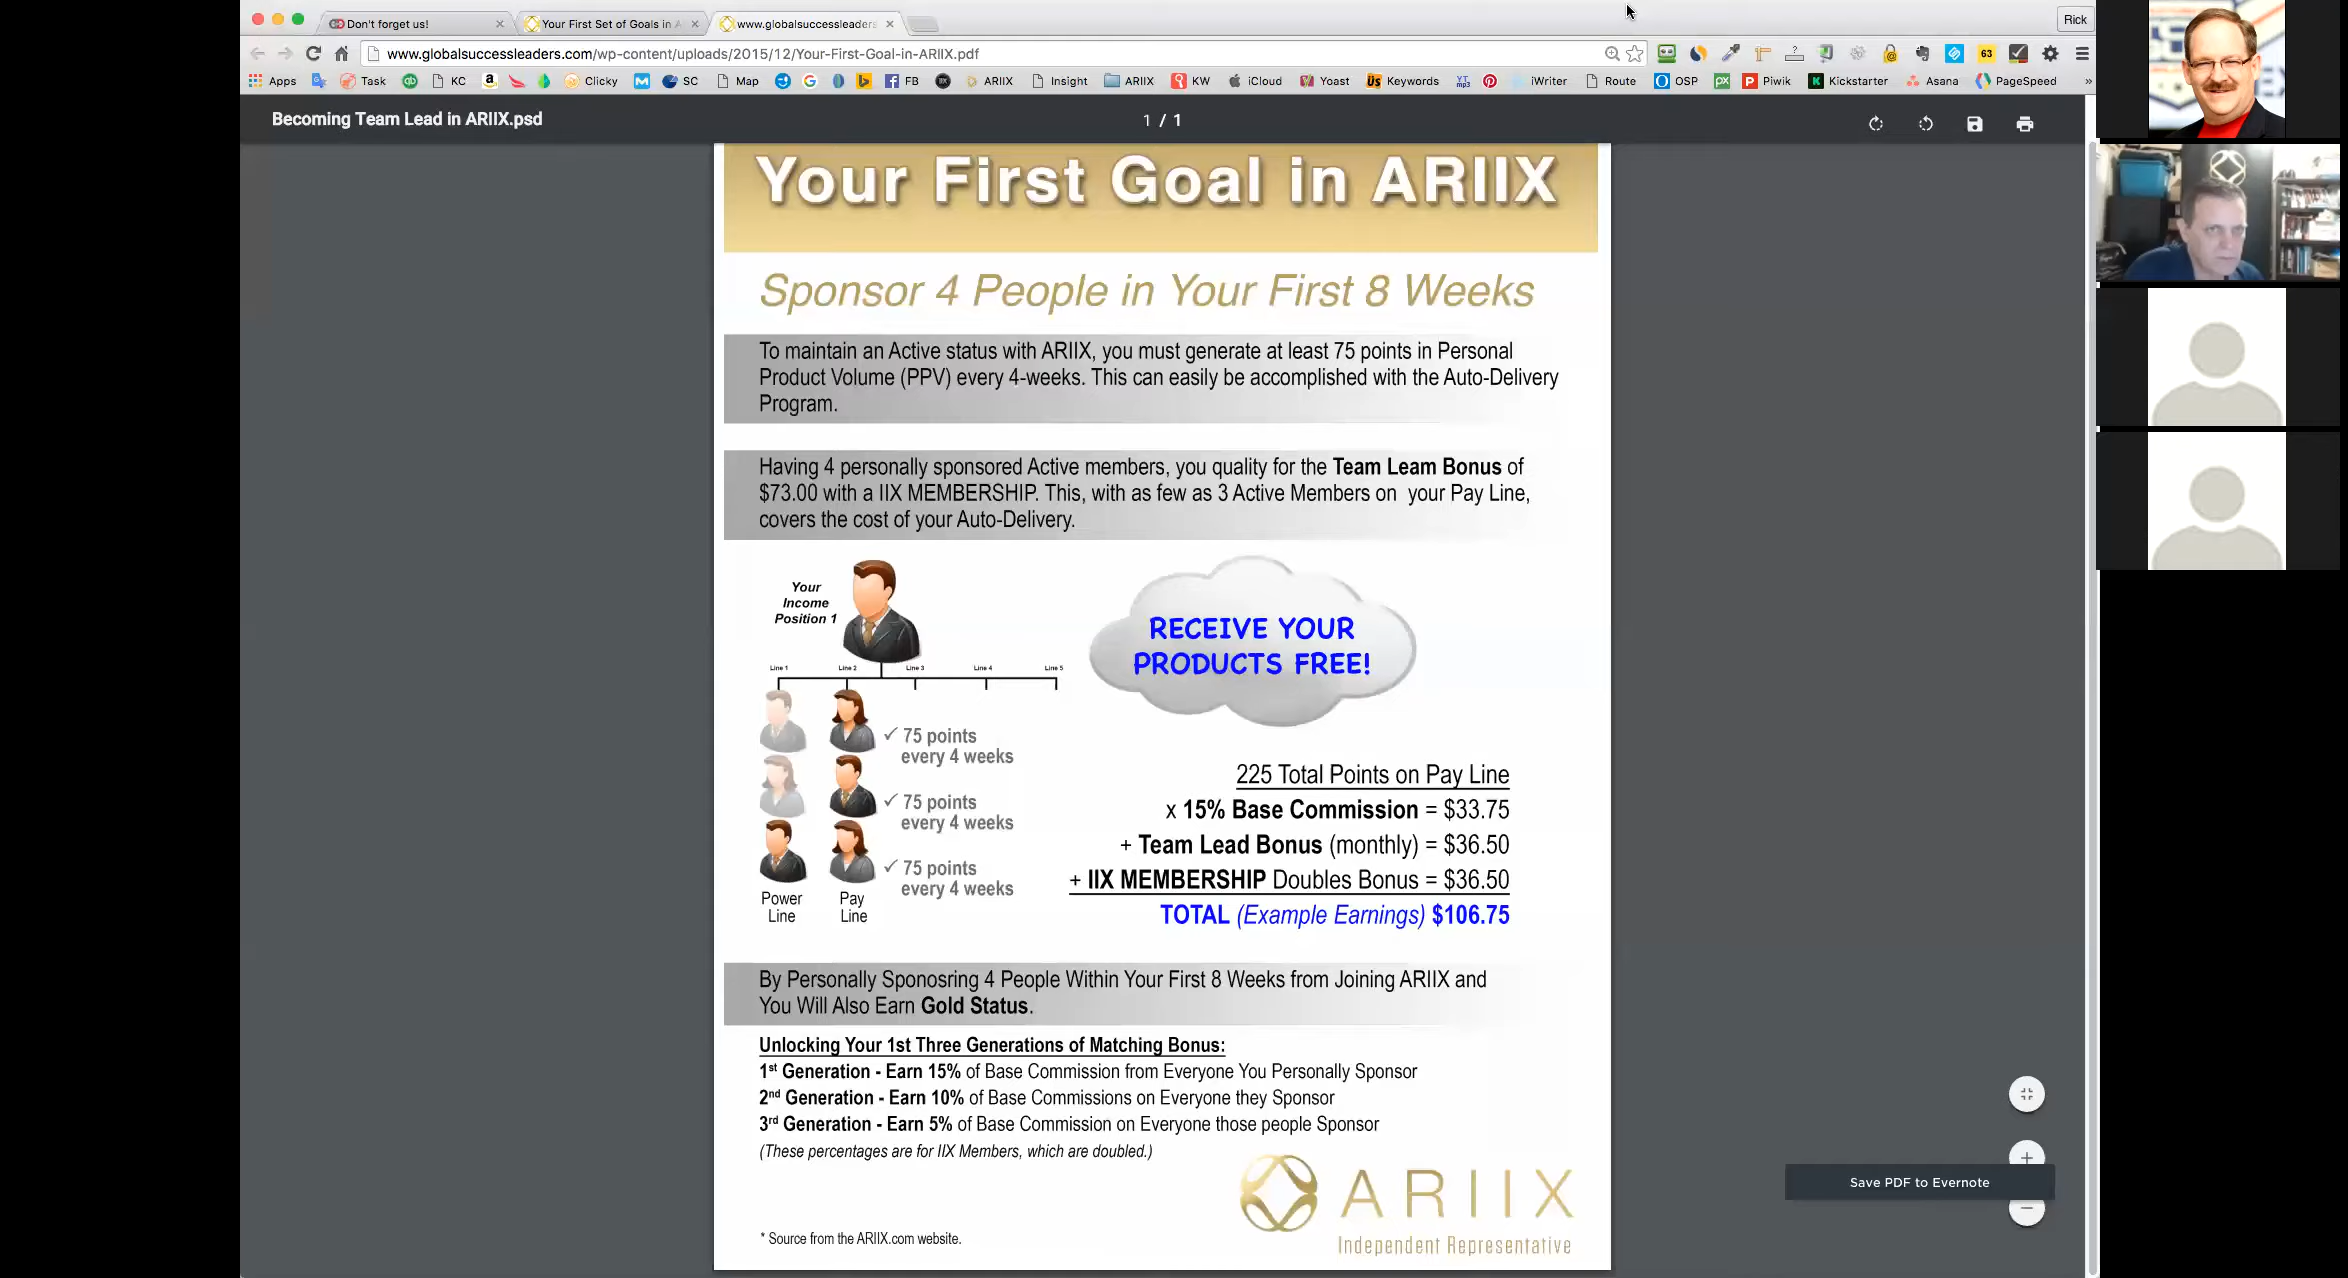 Don't forget us!
Your First Set of Goals in A
www.globalsuccessleaders
Rick
www.globalsuccessleaders.com/wp-content/uploads/2015/12/Your-First-Goal-in-ARIIX.pdf
63
Apps Task KC Clicky SC Map FB ARIIX Insight ARIIX KW iCloud Yoast Keywords iWriter Route OSP Piwik Kickstarter Asana PageSpeed »
Becoming Team Lead in ARIIX.psd
1 / 1
Your First Goal in ARIIX
Sponsor 4 People in Your First 8 Weeks
To maintain an Active status with ARIIX, you must generate at least 75 points in Personal
Product Volume (PPV) every 4-weeks. This can easily be accomplished with the Auto-Delivery
Program.
Having 4 personally sponsored Active members, you quality for the Team Leam Bonus of
$73.00 with a IIX MEMBERSHIP. This, with as few as 3 Active Members on your Pay Line,
covers the cost of your Auto-Delivery.
Your
Income
Position 1
Line 1 Line 2 Line 3 Line 4 Line 5
RECEIVE YOUR
PRODUCTS FREE!
✓ 75 points
every 4 weeks
✓ 75 points
every 4 weeks
✓ 75 points
every 4 weeks
Power
Line
Pay
Line
225 Total Points on Pay Line
x 15% Base Commission = $33.75
+ Team Lead Bonus (monthly) = $36.50
+ IIX MEMBERSHIP Doubles Bonus = $36.50
TOTAL (Example Earnings) $106.75
By Personally Sponosring 4 People Within Your First 8 Weeks from Joining ARIIX and
You Will Also Earn Gold Status.
Unlocking Your 1st Three Generations of Matching Bonus:
1st Generation - Earn 15% of Base Commission from Everyone You Personally Sponsor
2nd Generation - Earn 10% of Base Commissions on Everyone they Sponsor
3rd Generation - Earn 5% of Base Commission on Everyone those people Sponsor
(These percentages are for IIX Members, which are doubled.)
ARIIX
Independent Representative
* Source from the ARIIX.com website.
Save PDF to Evernote